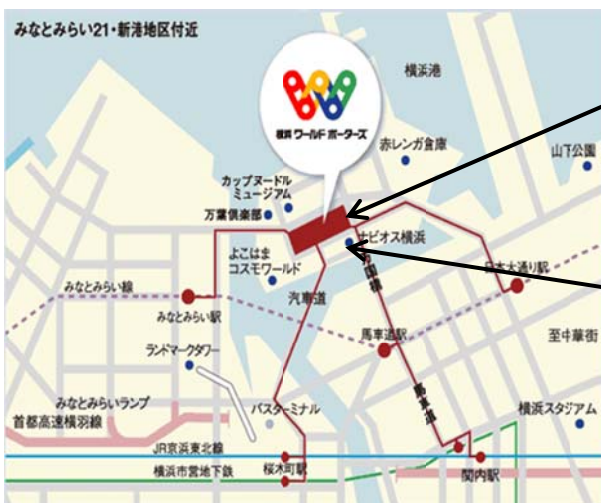 みなとみらい21・新港地区付近
横浜港
横浜 ワールド ポーターズ
赤レンガ倉庫
山下公園
カップヌードル
ミュージアム
万葉倶楽部
ナビオス横浜
よこはま
コスモワールド
万国橋
日本大通り駅
みなとみらい線
汽車道
みなとみらい駅
馬車道駅
至中華街
ランドマークタワー
みなとみらいランプ
バスターミナル
馬車道
横浜スタジアム
首都高速横羽線
JR京浜東北線
横浜市営地下鉄
桜木町駅
関内駅